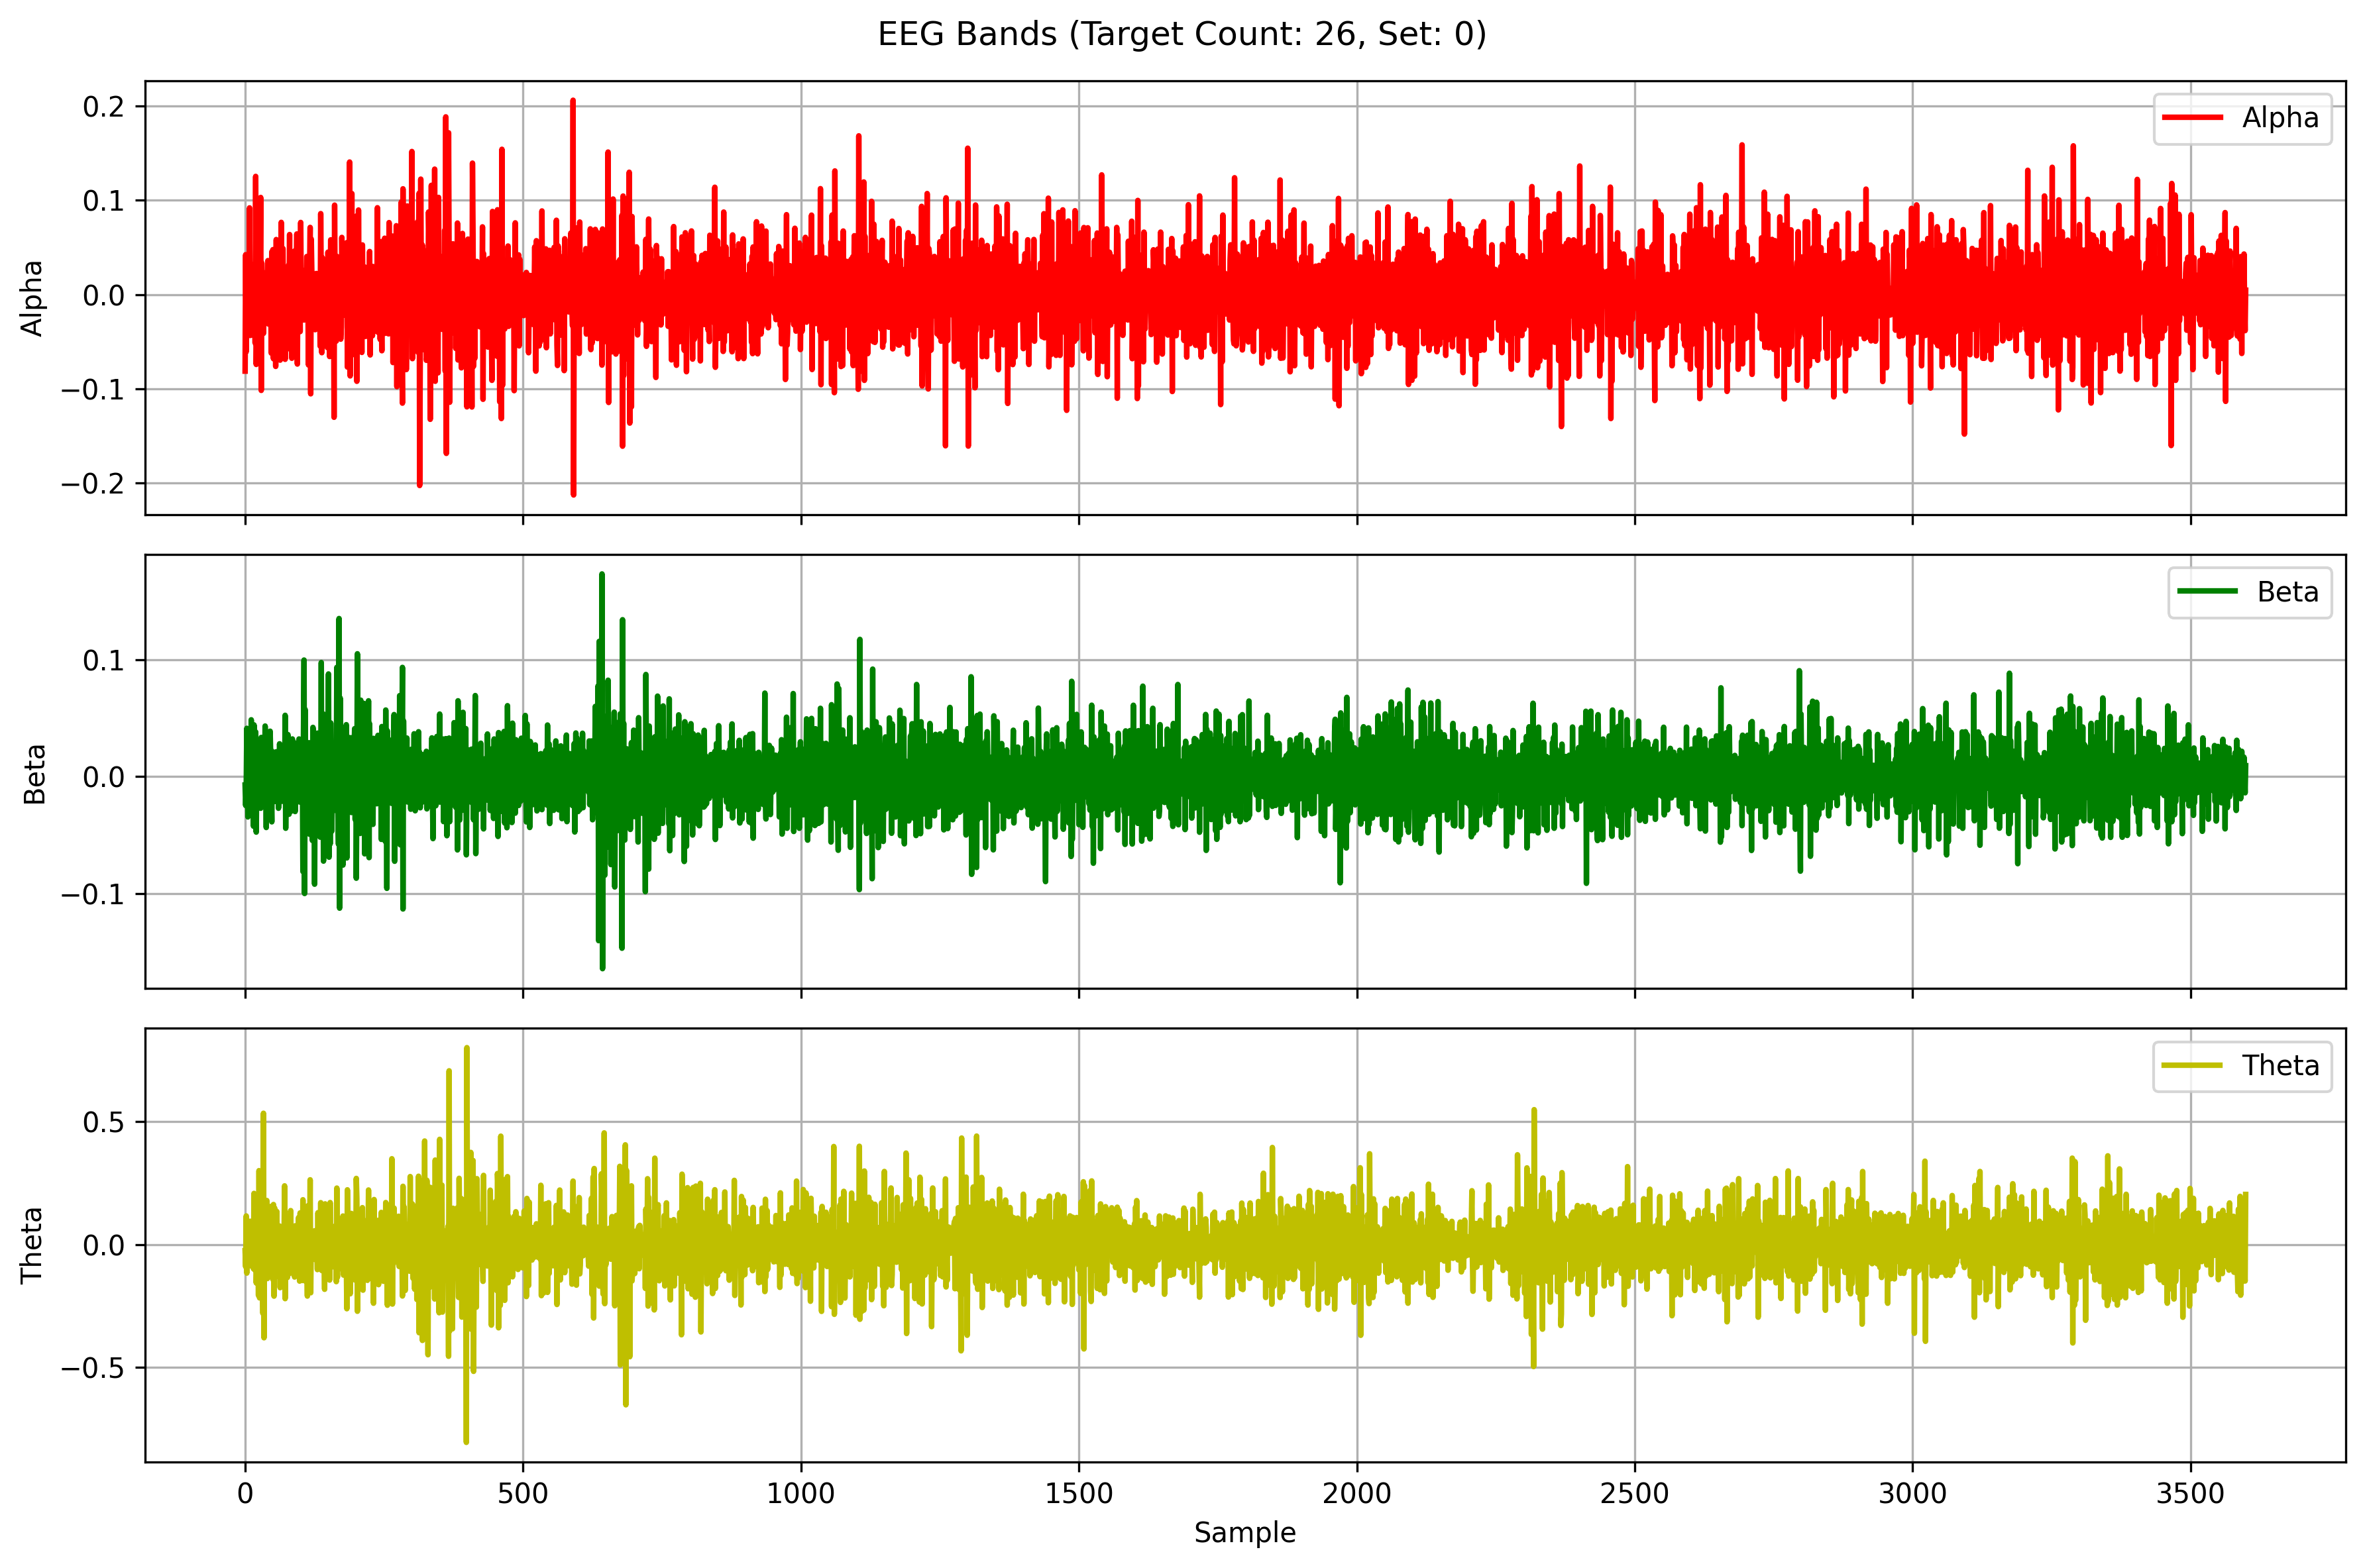 EEG Bands (Target Count: 26, Set: 0)
0.2
0.1
0.0
−0.1
−0.2
Alpha
Alpha
0.1
0.0
−0.1
Beta
Beta
0.5
0.0
−0.5
Theta
Theta
0 500 1000 1500 2000 2500 3000 3500
Sample